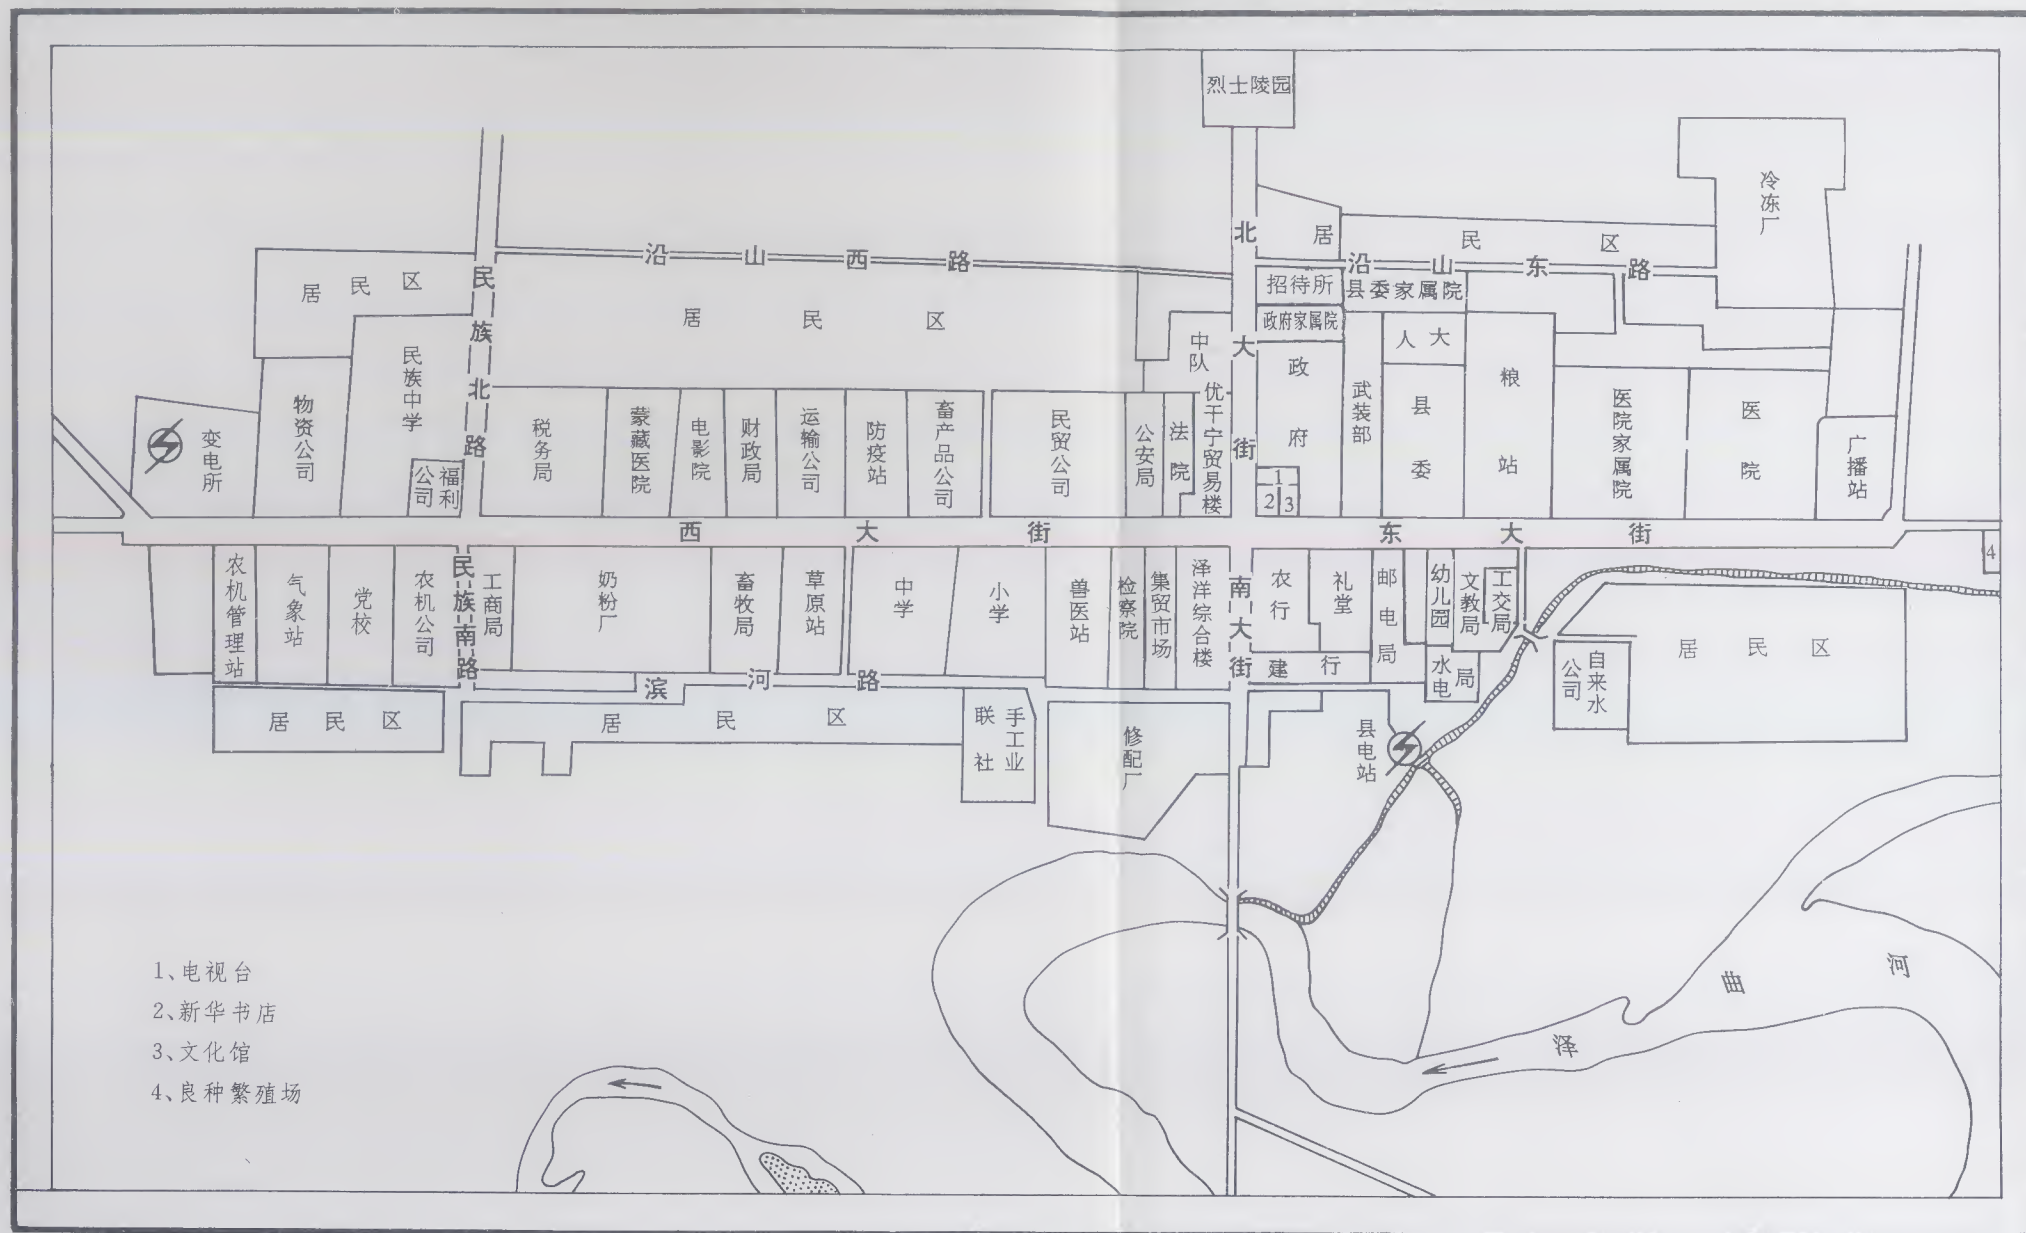 烈士陵园
冷冻厂
北大街
居民区
沿山西路
沿山东路
民族北路
居民区
居民区
招待所
县委家属院
政府家属院
中队
人大
民族中学
物资公司
变电所
福利公司
税务局
蒙藏医院
电影院
财政局
运输公司
防疫站
畜产品公司
民贸公司
公安局
法院
优干宁贸易楼
政府
武装部
县委
粮站
医院家属院
医院
广播站
1
2
3
西大街
东大街
4
农机管理站
气象站
党校
农机公司
民族南路
工商局
奶粉厂
畜牧局
草原站
中学
小学
兽医站
检察院
集贸市场
泽洋综合楼
南大街
农行
礼堂
邮电局
幼儿园
文教局
工交局
建行
水电局
自来水公司
居民区
滨河路
居民区
居民区
手工业联社
修配厂
县电站
泽曲河
1、电视台
2、新华书店
3、文化馆
4、良种繁殖场